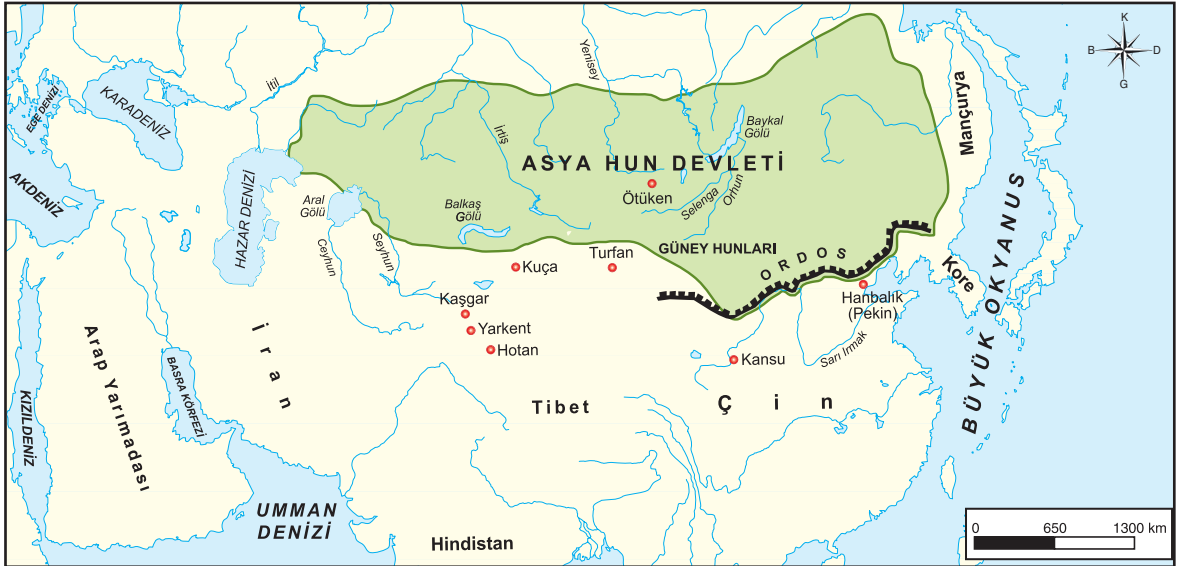 K
B D
G
Yenisey
İtil
KARADENİZ
EGE DENİZİ
Mançurya
Baykal
Gölü
İrtiş
ASYA HUN DEVLETİ
AKDENİZ
Ötüken
Selenga
Orhun
Aral
Gölü
Balkaş
Gölü
HAZAR DENİZİ
GÜNEY HUNLARI
Ceyhun
Seyhun
Turfan
Kuça
ORDOS
Kore
BÜYÜK OKYANUS
Hanbalık
(Pekin)
Kaşgar
Yarkent
Hotan
Sarı Irmak
Kansu
İran
Arap Yarımadası
BASRA KÖRFEZİ
KIZILDENİZ
Tibet
Çin
UMMAN
DENİZİ
Hindistan
0 650 1300 km